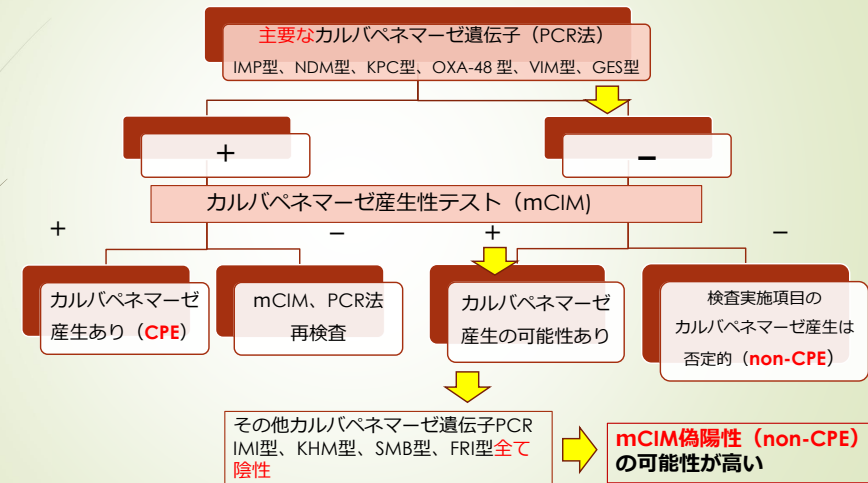 主要なカルバペネマーゼ遺伝子（PCR法）
IMP型、NDM型、KPC型、OXA-48 型、VIM型、GES型
＋
－
カルバペネマーゼ産生性テスト（mCIM)
＋
－
＋
－
カルバペネマーゼ
産生あり（CPE）
mCIM、PCR法
再検査
カルバペネマーゼ
産生の可能性あり
検査実施項目の
カルバペネマーゼ産生は
否定的（non-CPE）
その他カルバペネマーゼ遺伝子PCR
IMI型、KHM型、SMB型、FRI型全て
陰性
mCIM偽陽性（non-CPE）
の可能性が高い